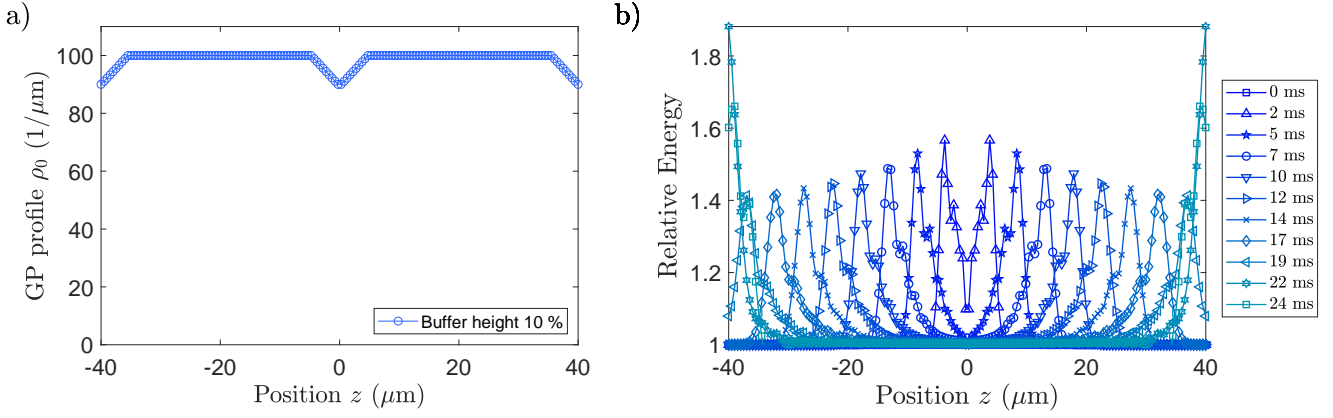 a)
GP profile ρ₀ (1/μm)
100
80
60
40
20
0
Buffer height 10 %
-40
-20
0
20
40
Position z (μm)
b)
Relative Energy
1.8
1.6
1.4
1.2
1
-40
-20
0
20
40
Position z (μm)
0 ms
2 ms
5 ms
7 ms
10 ms
12 ms
14 ms
17 ms
19 ms
22 ms
24 ms